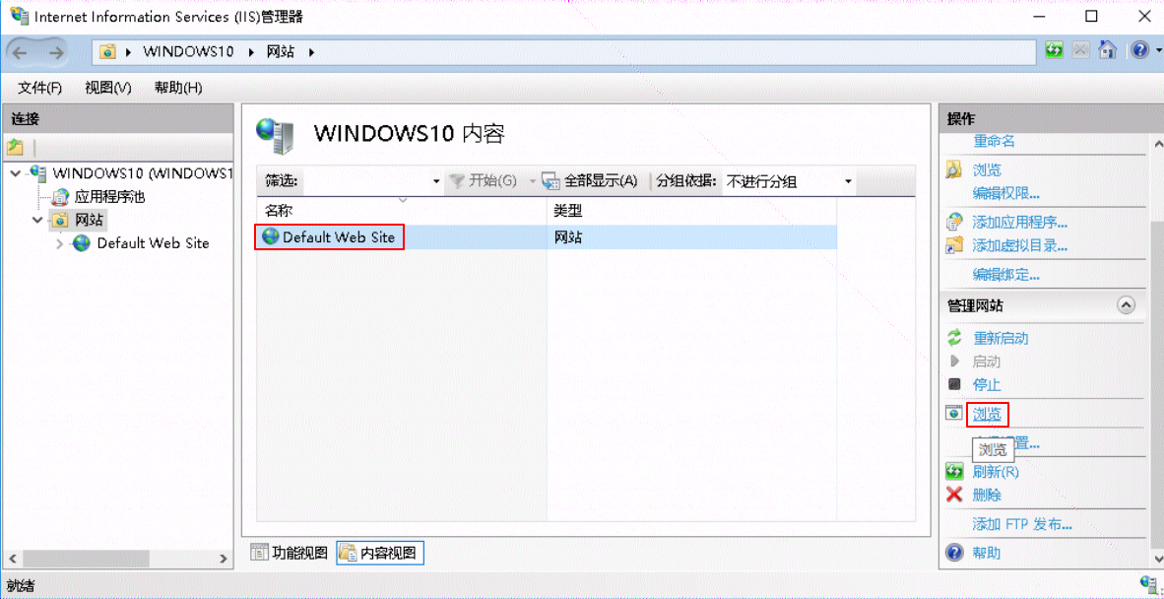 Internet Information Services (IIS)管理器
WINDOWS10 网站
文件(F) 视图(V) 帮助(H)
连接
WINDOWS10 (WINDOWS1
应用程序池
网站
Default Web Site
WINDOWS10 内容
筛选: 开始(G) 全部显示(A) 分组依据: 不进行分组
名称 类型
Default Web Site 网站
功能视图 内容视图
操作
重命名
浏览
编辑权限...
添加应用程序...
添加虚拟目录...
编辑绑定...
管理网站
重新启动
启动
停止
浏览
置...
浏览
刷新(R)
删除
添加 FTP 发布...
帮助
就绪